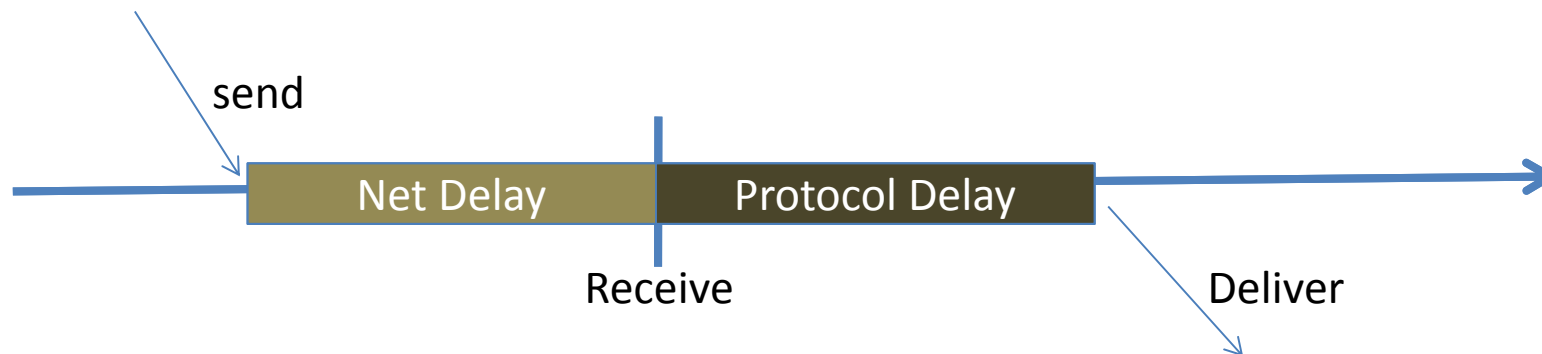 send
Net Delay
Protocol Delay
Receive
Deliver